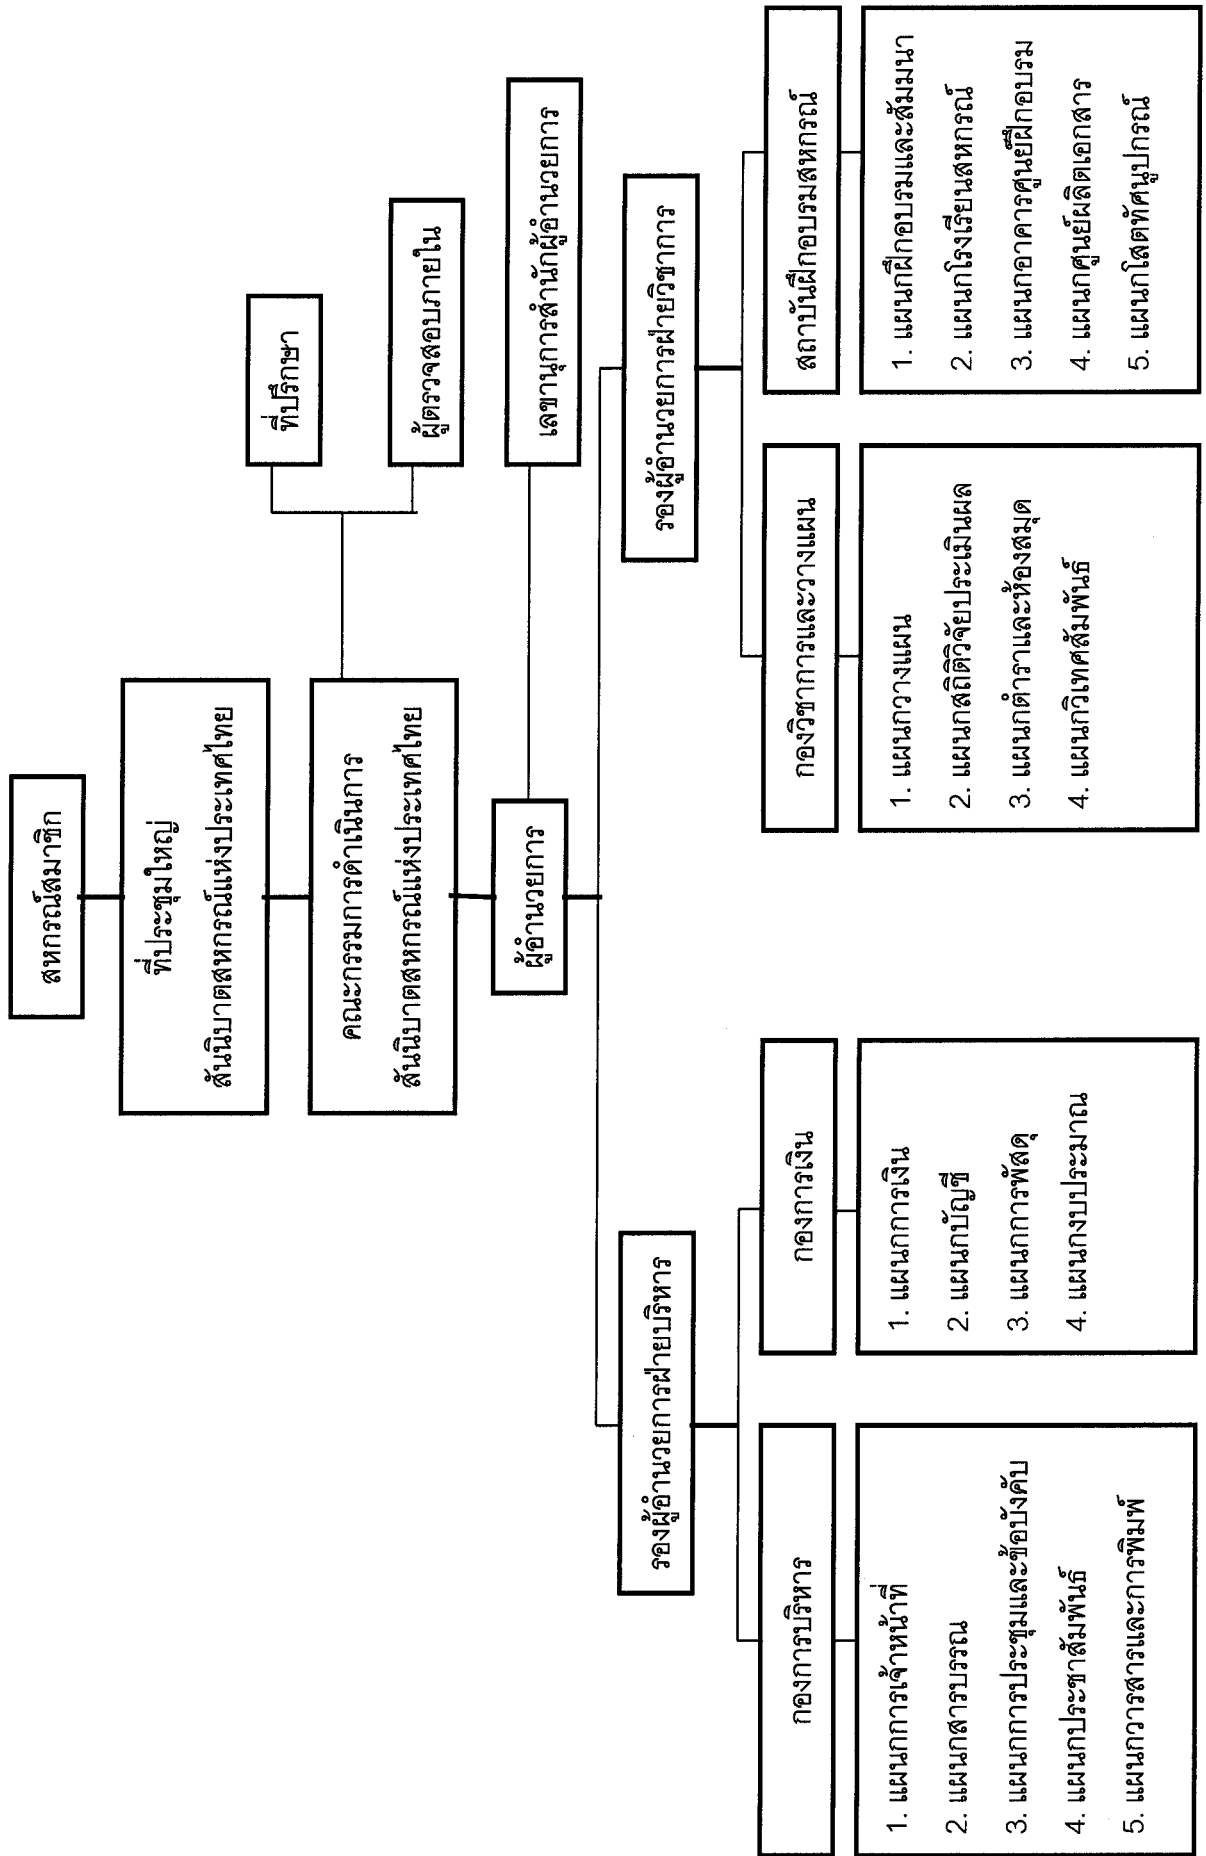 สหกรณ์สมาชิก
ที่ประชุมใหญ่
สันนิบาตสหกรณ์แห่งประเทศไทย
คณะกรรมการดำเนินการ
สันนิบาตสหกรณ์แห่งประเทศไทย
ที่ปรึกษา
ผู้ตรวจสอบภายใน
ผู้อำนวยการ
เลขานุการสำนักผู้อำนวยการ
รองผู้อำนวยการฝ่ายบริหาร
รองผู้อำนวยการฝ่ายวิชาการ
กองการบริหาร
1. แผนกการเจ้าหน้าที่
2. แผนกสารบรรณ
3. แผนกการประชุมและข้อบังคับ
4. แผนกประชาสัมพันธ์
5. แผนกวารสารและการพิมพ์
กองการเงิน
1. แผนกการเงิน
2. แผนกบัญชี
3. แผนกการพัสดุ
4. แผนกงบประมาณ
กองวิชาการและวางแผน
1. แผนกวางแผน
2. แผนกสถิติวิจัยประเมินผล
3. แผนกตำราและห้องสมุด
4. แผนกวิเทศสัมพันธ์
สถาบันฝึกอบรมสหกรณ์
1. แผนกฝึกอบรมและสัมมนา
2. แผนกโรงเรียนสหกรณ์
3. แผนกอาคารศูนย์ฝึกอบรม
4. แผนกศูนย์ผลิตเอกสาร
5. แผนกโสตทัศนูปกรณ์